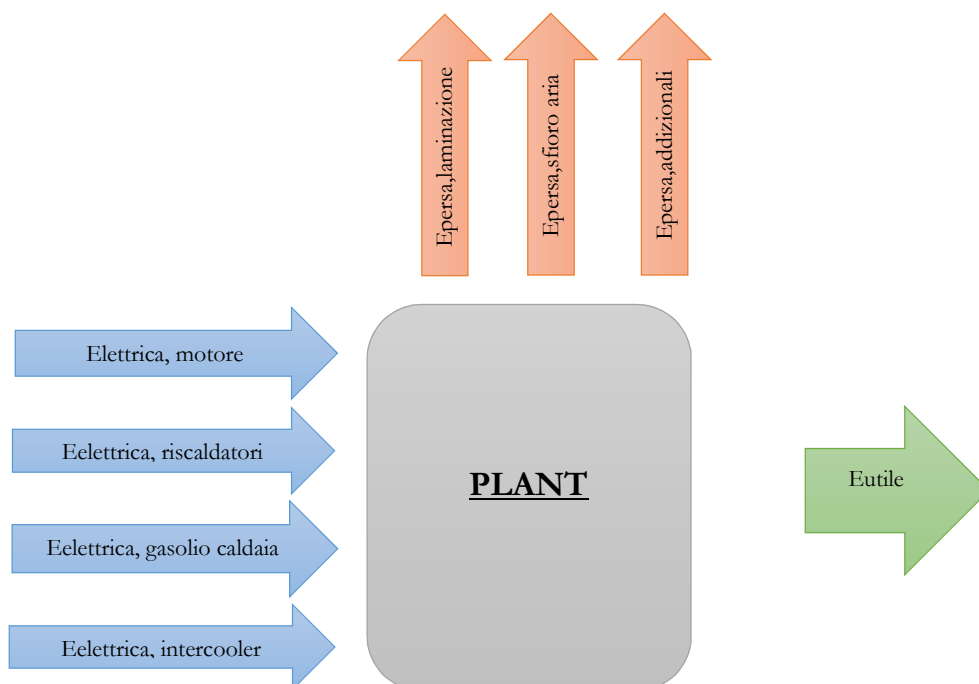 Epersa,laminazione
Epersa,sfioro aria
Epersa,addizionali
Elettrica, motore
Eelettrica, riscaldatori
Eelettrica, gasolio caldaia
Eelettrica, intercooler
PLANT
Eutile